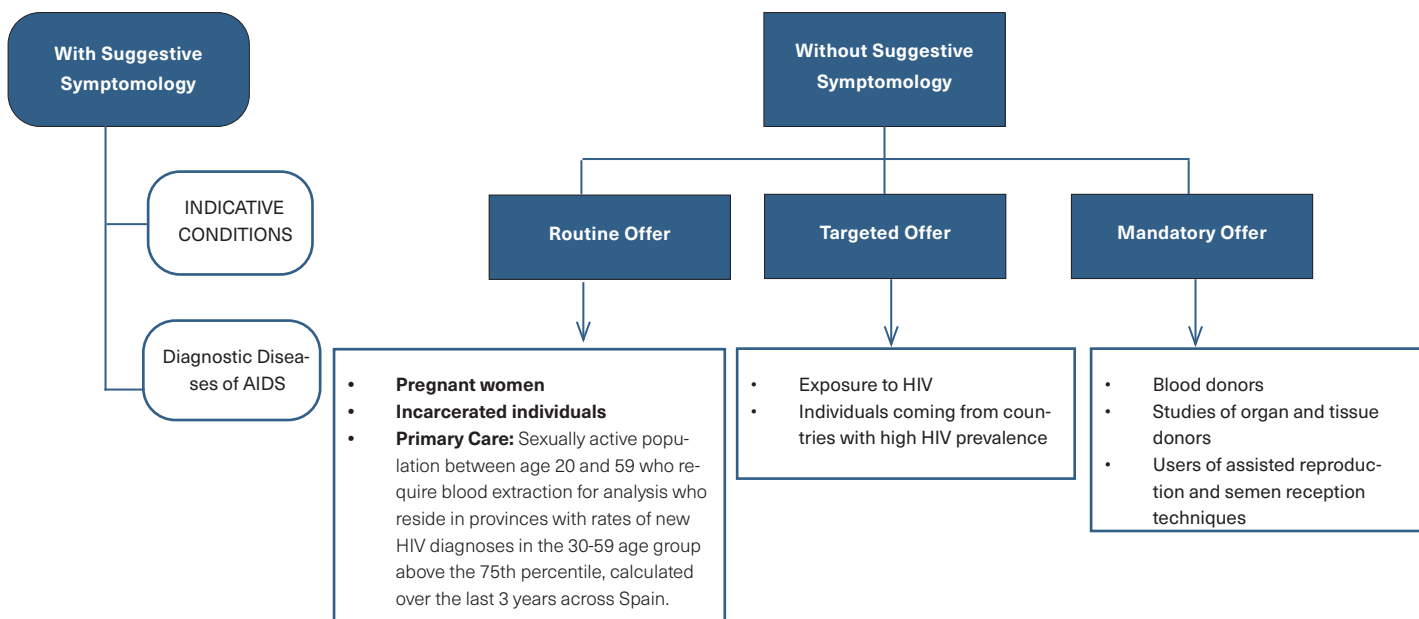 With Suggestive
Symptomology
INDICATIVE
CONDITIONS
Diagnostic Disea-
ses of AIDS
Without Suggestive
Symptomology
Routine Offer
• Pregnant women
• Incarcerated individuals
• Primary Care: Sexually active popu-
lation between age 20 and 59 who re-
quire blood extraction for analysis who
reside in provinces with rates of new
HIV diagnoses in the 30-59 age group
above the 75th percentile, calculated
over the last 3 years across Spain.
Targeted Offer
• Exposure to HIV
• Individuals coming from coun-
tries with high HIV prevalence
Mandatory Offer
• Blood donors
• Studies of organ and tissue
donors
• Users of assisted reproduc-
tion and semen reception
techniques